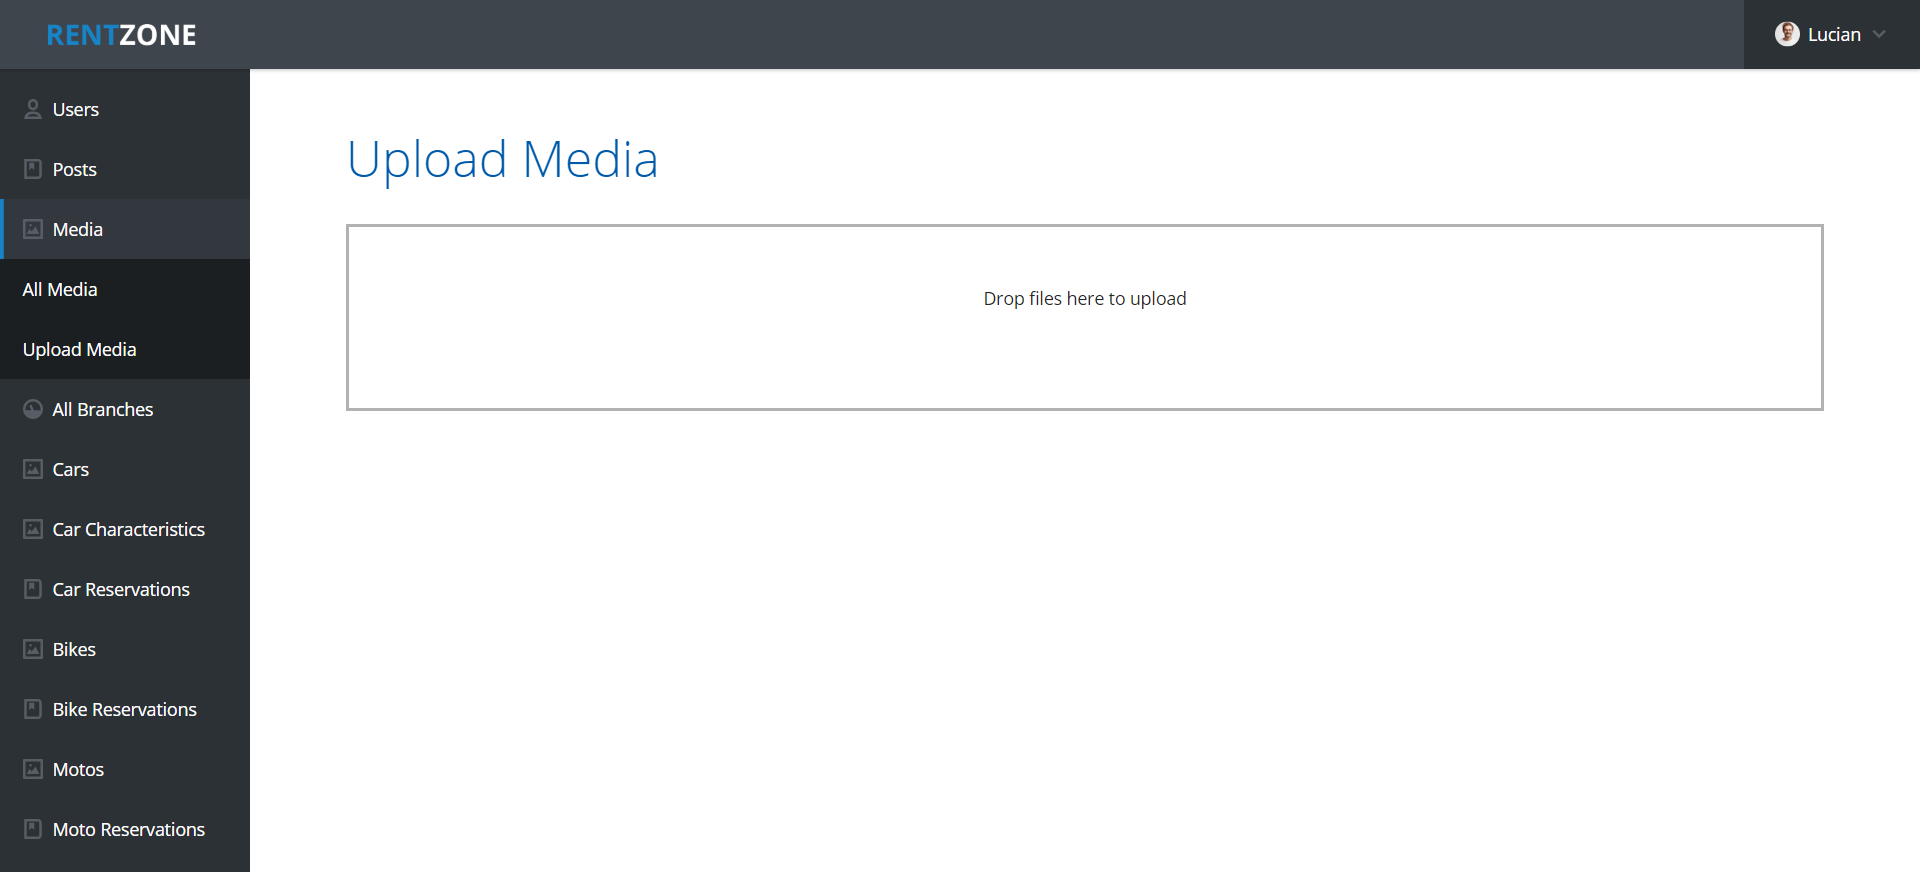 RENTZONE
Lucian
Users
Posts
Media
All Media
Upload Media
All Branches
Cars
Car Characteristics
Car Reservations
Bikes
Bike Reservations
Motos
Moto Reservations
Upload Media
Drop files here to upload